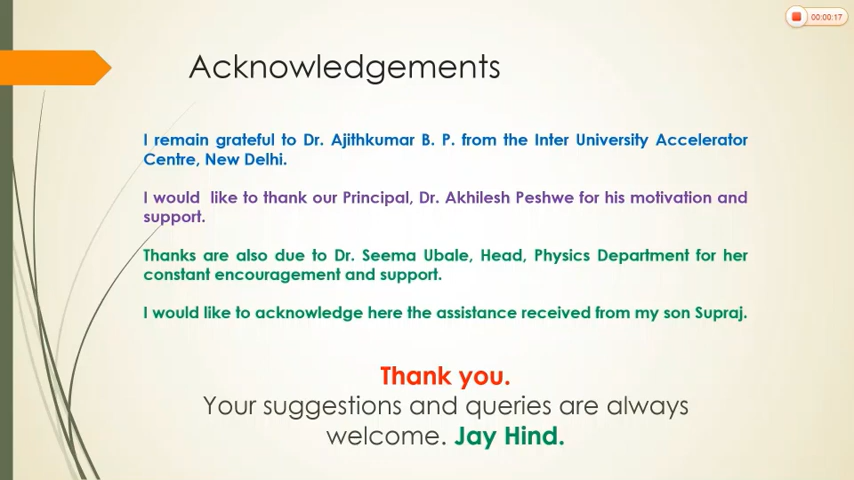 00:00:17
Acknowledgements
I remain grateful to Dr. Ajithkumar B. P. from the Inter University Accelerator
Centre, New Delhi.
I would like to thank our Principal, Dr. Akhilesh Peshwe for his motivation and
support.
Thanks are also due to Dr. Seema Ubale, Head, Physics Department for her
constant encouragement and support.
I would like to acknowledge here the assistance received from my son Supraj.
Thank you.
Your suggestions and queries are always
welcome. Jay Hind.